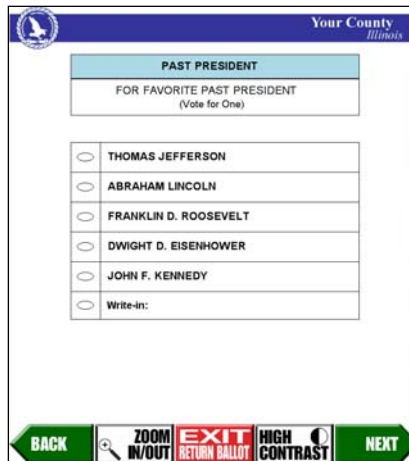 Your County
Illinois
PAST PRESIDENT
FOR FAVORITE PAST PRESIDENT
(Vote for One)
THOMAS JEFFERSON
ABRAHAM LINCOLN
FRANKLIN D. ROOSEVELT
DWIGHT D. EISENHOWER
JOHN F. KENNEDY
Write-in:
BACK
ZOOM
IN/OUT
EXIT
RETURN BALLOT
HIGH
CONTRAST
NEXT